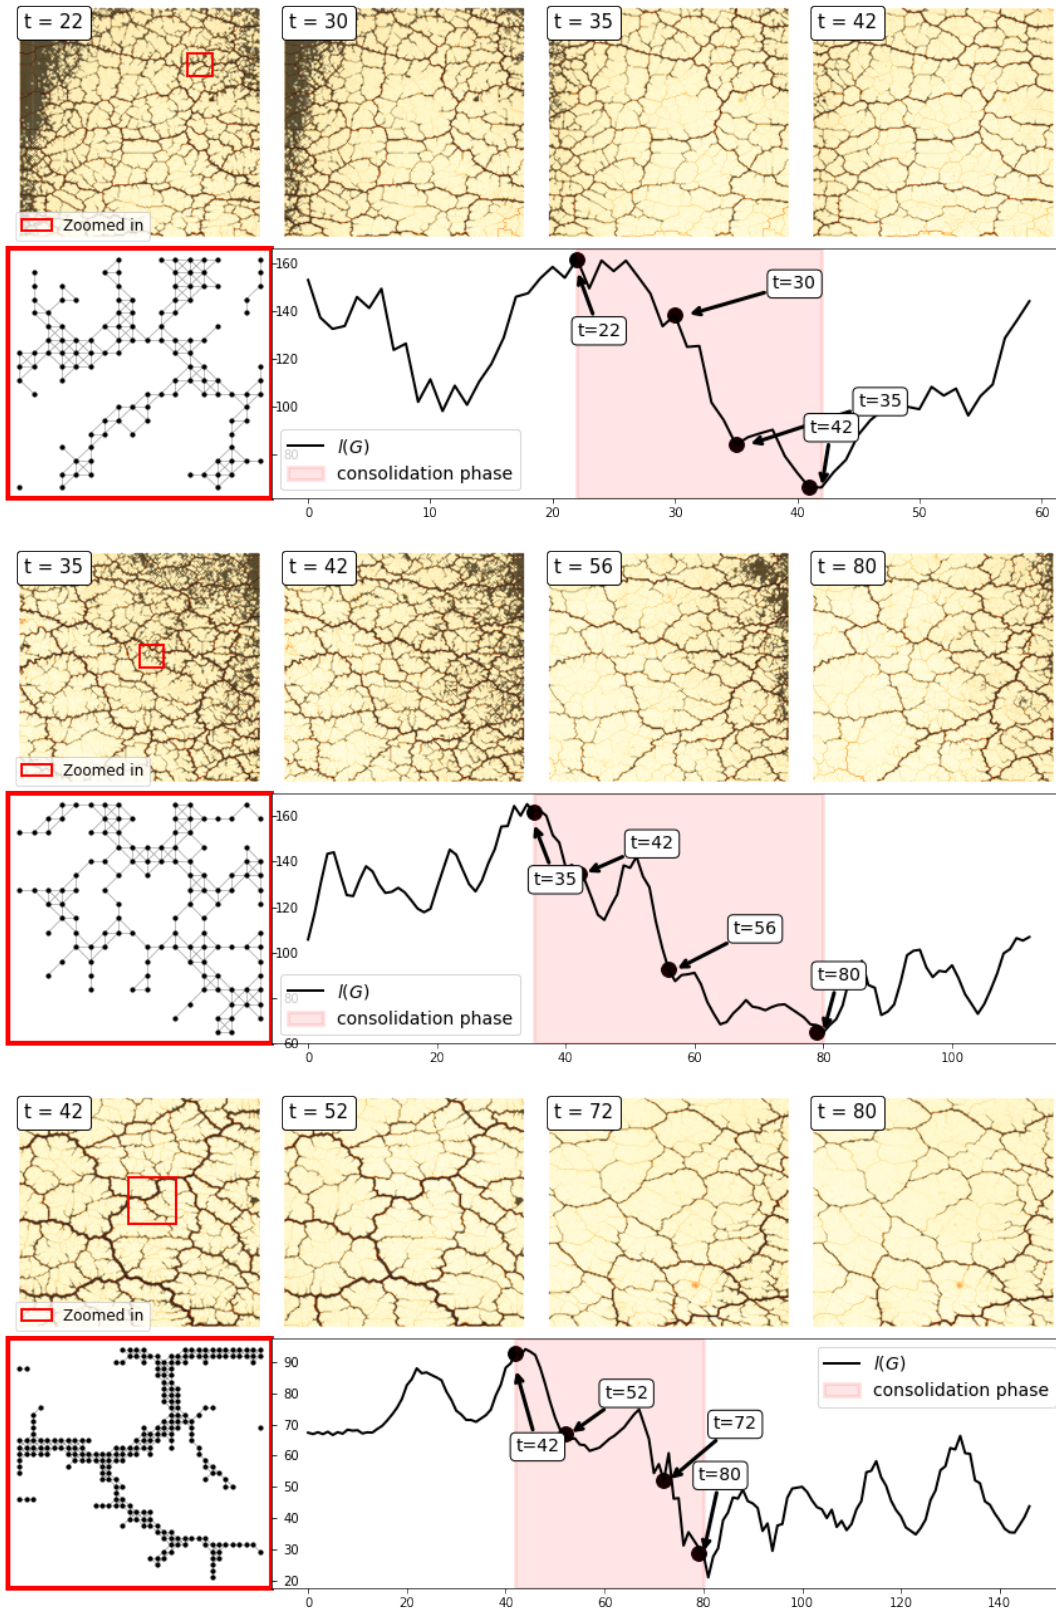 t = 22
t = 30
t = 35
t = 42
Zoomed in
160
140
120
100
80
t=30
t=22
t=35
t=42
l(G)
consolidation phase
0 10 20 30 40 50 60
t = 35
t = 42
t = 56
t = 80
Zoomed in
160
140
120
100
80
60
t=42
t=35
t=56
t=80
l(G)
consolidation phase
0 20 40 60 80 100
t = 42
t = 52
t = 72
t = 80
Zoomed in
90
80
70
60
50
40
30
20
t=52
t=72
t=42
t=80
l(G)
consolidation phase
0 20 40 60 80 100 120 140